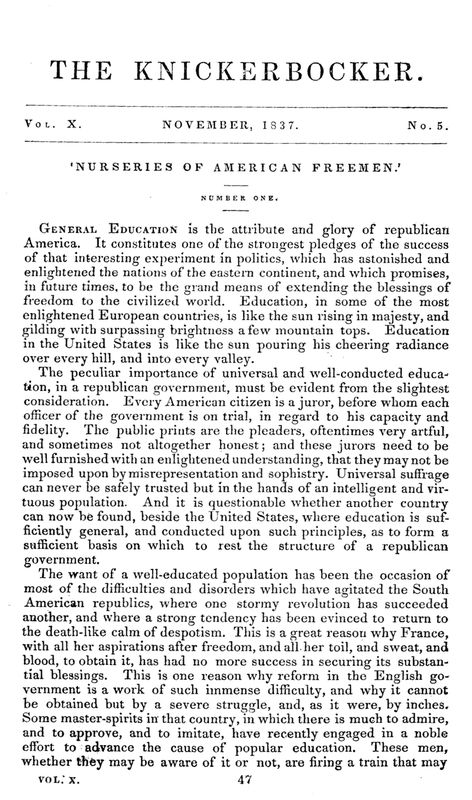 THE KNICKERBOCKER.
VOL. X. NOVEMBER, 1837. No. 5.
'NURSERIES OF AMERICAN FREEMEN.'
NUMBER ONE.
GENERAL EDUCATION is the attribute and glory of republican
America. It constitutes one of the strongest pledges of the success
of that interesting experiment in politics, which has astonished and
enlightened the nations of the eastern continent, and which promises,
in future times, to be the grand means of extending the blessings of
freedom to the civilized world. Education, in some of the most
enlightened European countries, is like the sun rising in majesty, and
gilding with surpassing brightness a few mountain tops. Education
in the United States is like the sun pouring his cheering radiance
over every hill, and into every valley.
The peculiar importance of universal and well-conducted educa-
tion, in a republican government, must be evident from the slightest
consideration. Every American citizen is a juror, before whom each
officer of the government is on trial, in regard to his capacity and
fidelity. The public prints are the pleaders, oftentimes very artful,
and sometimes not altogether honest; and these jurors need to be
well furnished with an enlightened understanding, that they may not be
imposed upon by misrepresentation and sophistry. Universal suffrage
can never be safely trusted but in the hands of an intelligent and vir-
tuous population. And it is questionable whether another country
can now be found, beside the United States, where education is suf-
ficiently general, and conducted upon such principles, as to form a
sufficient basis on which to rest the structure of a republican
government.
The want of a well-educated population has been the occasion of
most of the difficulties and disorders which have agitated the South
American republics, where one stormy revolution has succeeded
another, and where a strong tendency has been evinced to return to
the death-like calm of despotism. This is a great reason why France,
with all her aspirations after freedom, and all her toil, and sweat, and
blood, to obtain it, has had no more success in securing its substan-
tial blessings. This is one reason why reform in the English go-
vernment is a work of such immense difficulty, and why it cannot
be obtained but by a severe struggle, and, as it were, by inches.
Some master-spirits in that country, in which there is much to admire,
and to approve, and to imitate, have recently engaged in a noble
effort to advance the cause of popular education. These men,
whether they may be aware of it or not, are firing a train that may
VOL. X. 47